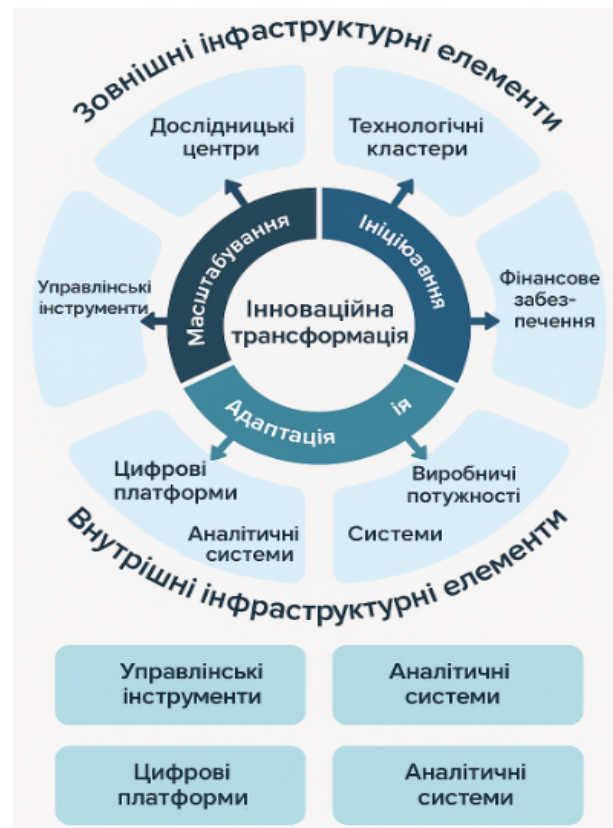 Зовнішні інфаструктурні елементи
Дослідницькі
центри
Технологічні
кластери
Масштабування
Ініціювання
Управлінські
інструменти
Інноваційна
трансформація
Фінансове
забез-
печення
Адаптація ія
Цифрові
платформи
Виробничі
потужності
Аналітичні
системи
Системи
Внутрішні інфраструктурні елементи
Управлінські
інструменти
Аналітичні
системи
Цифрові
платформи
Аналітичні
системи